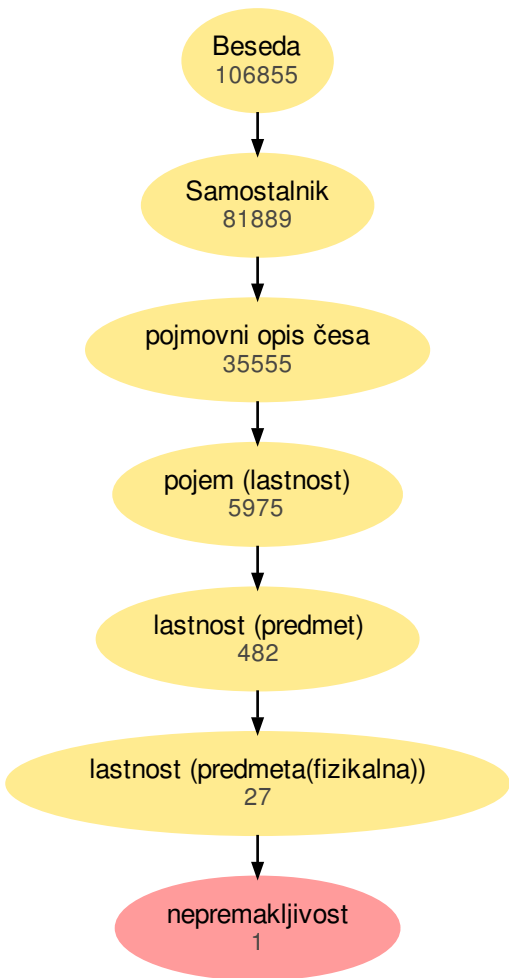 Beseda
106855
Samostalnik
81889
pojmovni opis česa
35555
pojem (lastnost)
5975
lastnost (predmet)
482
lastnost (predmeta(fizikalna))
27
nepremakljivost
1